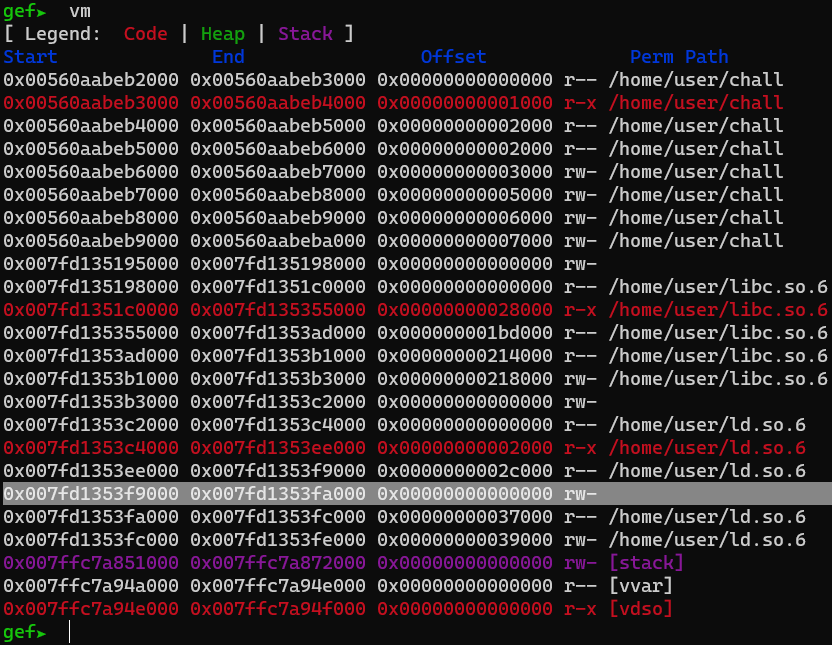 gef➤  vm
[ Legend:  Code | Heap | Stack ]
Start              End                Offset             Perm Path
0x00560aabeb2000 0x00560aabeb3000 0x00000000000000 r-- /home/user/chall
0x00560aabeb3000 0x00560aabeb4000 0x00000000001000 r-x /home/user/chall
0x00560aabeb4000 0x00560aabeb5000 0x00000000002000 r-- /home/user/chall
0x00560aabeb5000 0x00560aabeb6000 0x00000000002000 r-- /home/user/chall
0x00560aabeb6000 0x00560aabeb7000 0x00000000003000 rw- /home/user/chall
0x00560aabeb7000 0x00560aabeb8000 0x00000000005000 rw- /home/user/chall
0x00560aabeb8000 0x00560aabeb9000 0x00000000006000 rw- /home/user/chall
0x00560aabeb9000 0x00560aabeba000 0x00000000007000 rw- /home/user/chall
0x007fd135195000 0x007fd135198000 0x00000000000000 rw-
0x007fd135198000 0x007fd1351c0000 0x00000000000000 r-- /home/user/libc.so.6
0x007fd1351c0000 0x007fd135355000 0x00000000028000 r-x /home/user/libc.so.6
0x007fd135355000 0x007fd1353ad000 0x000000001bd000 r-- /home/user/libc.so.6
0x007fd1353ad000 0x007fd1353b1000 0x00000000214000 r-- /home/user/libc.so.6
0x007fd1353b1000 0x007fd1353b3000 0x00000000218000 rw- /home/user/libc.so.6
0x007fd1353b3000 0x007fd1353c2000 0x00000000000000 rw-
0x007fd1353c2000 0x007fd1353c4000 0x00000000000000 r-- /home/user/ld.so.6
0x007fd1353c4000 0x007fd1353ee000 0x00000000002000 r-x /home/user/ld.so.6
0x007fd1353ee000 0x007fd1353f9000 0x0000000002c000 r-- /home/user/ld.so.6
0x007fd1353f9000 0x007fd1353fa000 0x00000000000000 rw-
0x007fd1353fa000 0x007fd1353fc000 0x00000000037000 r-- /home/user/ld.so.6
0x007fd1353fc000 0x007fd1353fe000 0x00000000039000 rw- /home/user/ld.so.6
0x007ffc7a851000 0x007ffc7a872000 0x00000000000000 rw- [stack]
0x007ffc7a94a000 0x007ffc7a94e000 0x00000000000000 r-- [vvar]
0x007ffc7a94e000 0x007ffc7a94f000 0x00000000000000 r-x [vdso]
gef➤